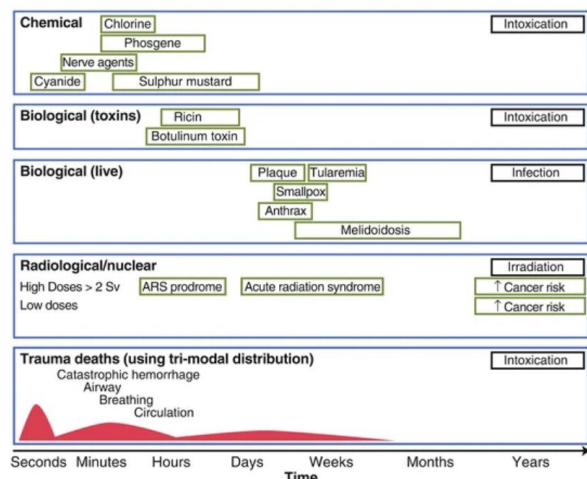 Chemical
Chlorine
Intoxication
Phosgene
Nerve agents
Cyanide
Sulphur mustard
Biological (toxins)
Ricin
Intoxication
Botulinum toxin
Biological (live)
Plaque
Tularemia
Infection
Smallpox
Anthrax
Melidoidosis
Radiological/nuclear
Irradiation
High Doses > 2 Sv
ARS prodrome
Acute radiation syndrome
↑ Cancer risk
Low doses
↑ Cancer risk
Trauma deaths (using tri-modal distribution)
Intoxication
Catastrophic hemorrhage
Airway
Breathing
Circulation
Seconds Minutes Hours Days Weeks Months Years
Time